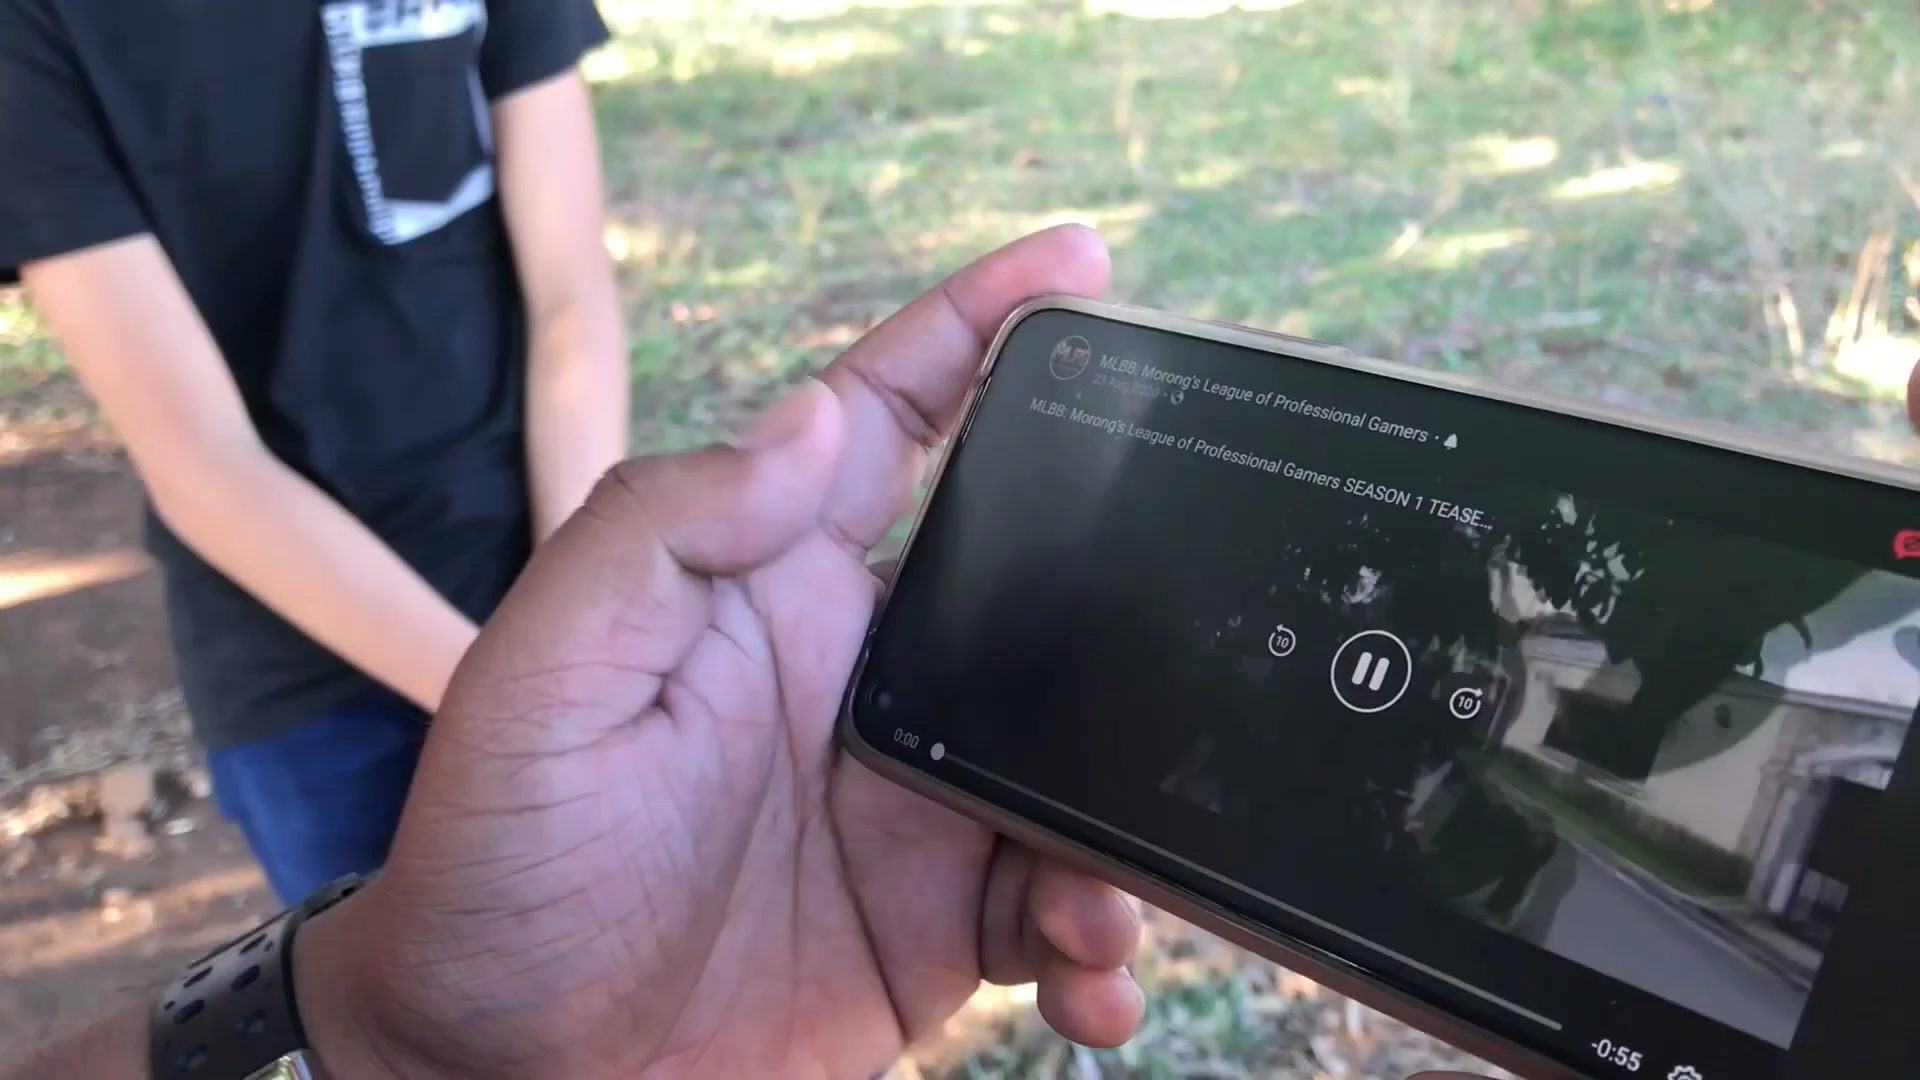 MLBB: Morong's League of Professional Gamers ·
MLBB: Morong's League of Professional Gamers SEASON 1 TEASE...
10
10
0:00
-0:55